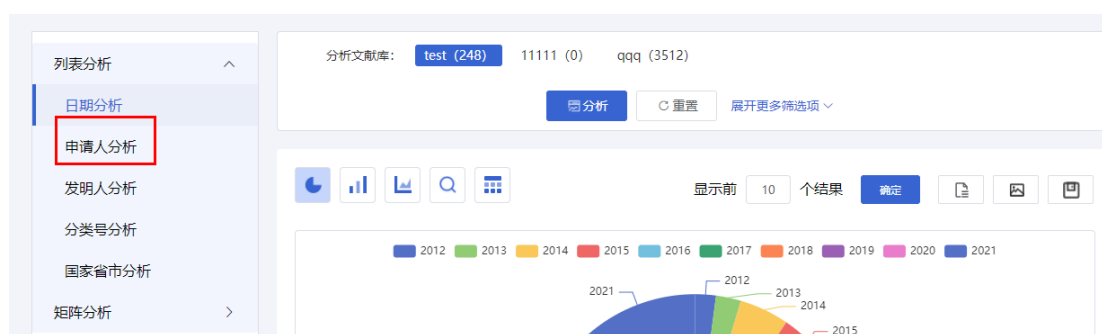 列表分析
日期分析
申请人分析
发明人分析
分类号分析
国家省市分析
矩阵分析
分析文献库： test（248） 11111（0） qqq（3512）
分析 重置 展开更多筛选项
显示前 10 个结果 确定
2012 2013 2014 2015 2016 2017 2018 2019 2020 2021
2012
2021
2013
2014
2015